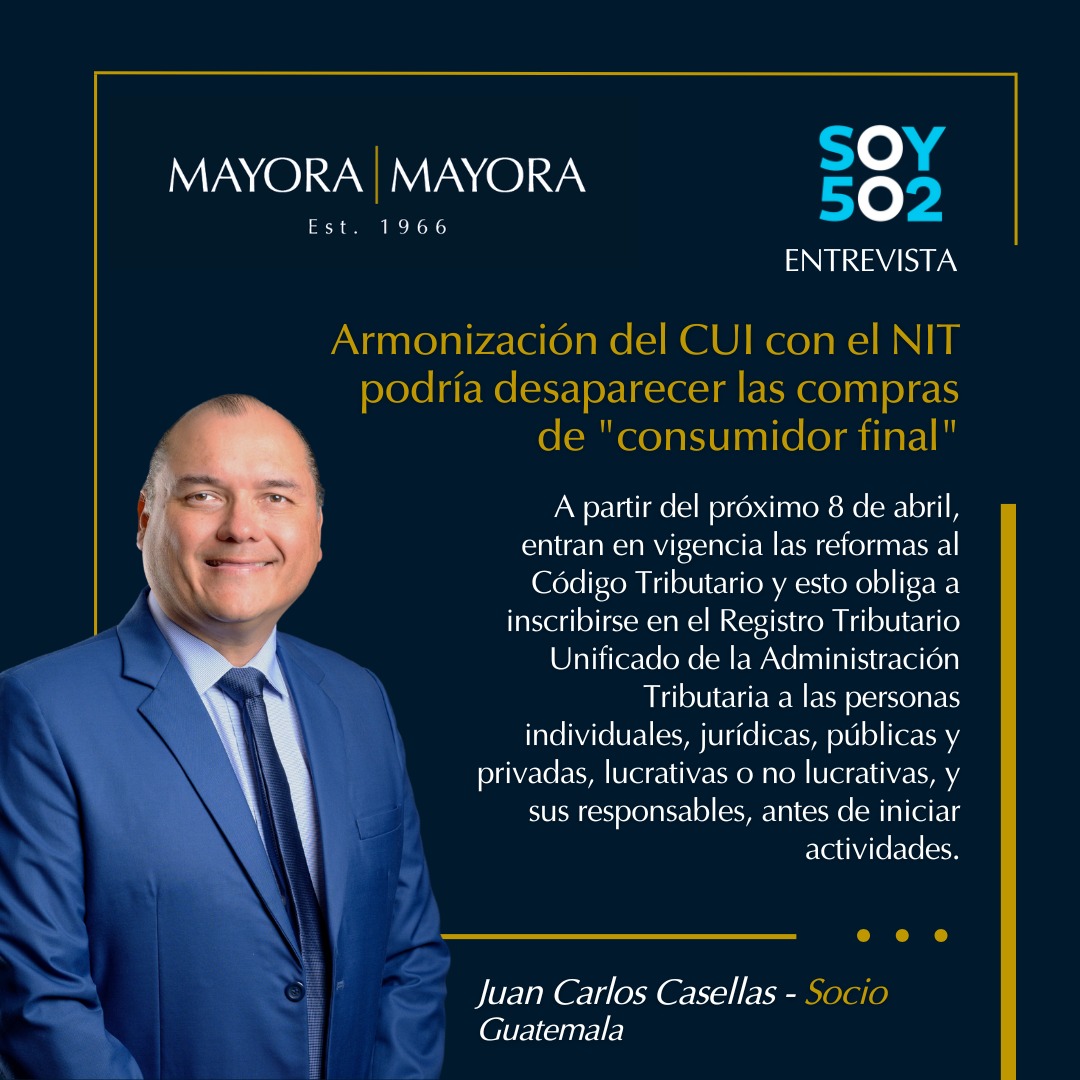 MAYORA | MAYORA
Est. 1966
SOY
502
ENTREVISTA
Armonización del CUI con el NIT
podría desaparecer las compras
de "consumidor final"
A partir del próximo 8 de abril,
entran en vigencia las reformas al
Código Tributario y esto obliga a
inscribirse en el Registro Tributario
Unificado de la Administración
Tributaria a las personas
individuales, jurídicas, públicas y
privadas, lucrativas o no lucrativas, y
sus responsables, antes de iniciar
actividades.
Juan Carlos Casellas - Socio
Guatemala